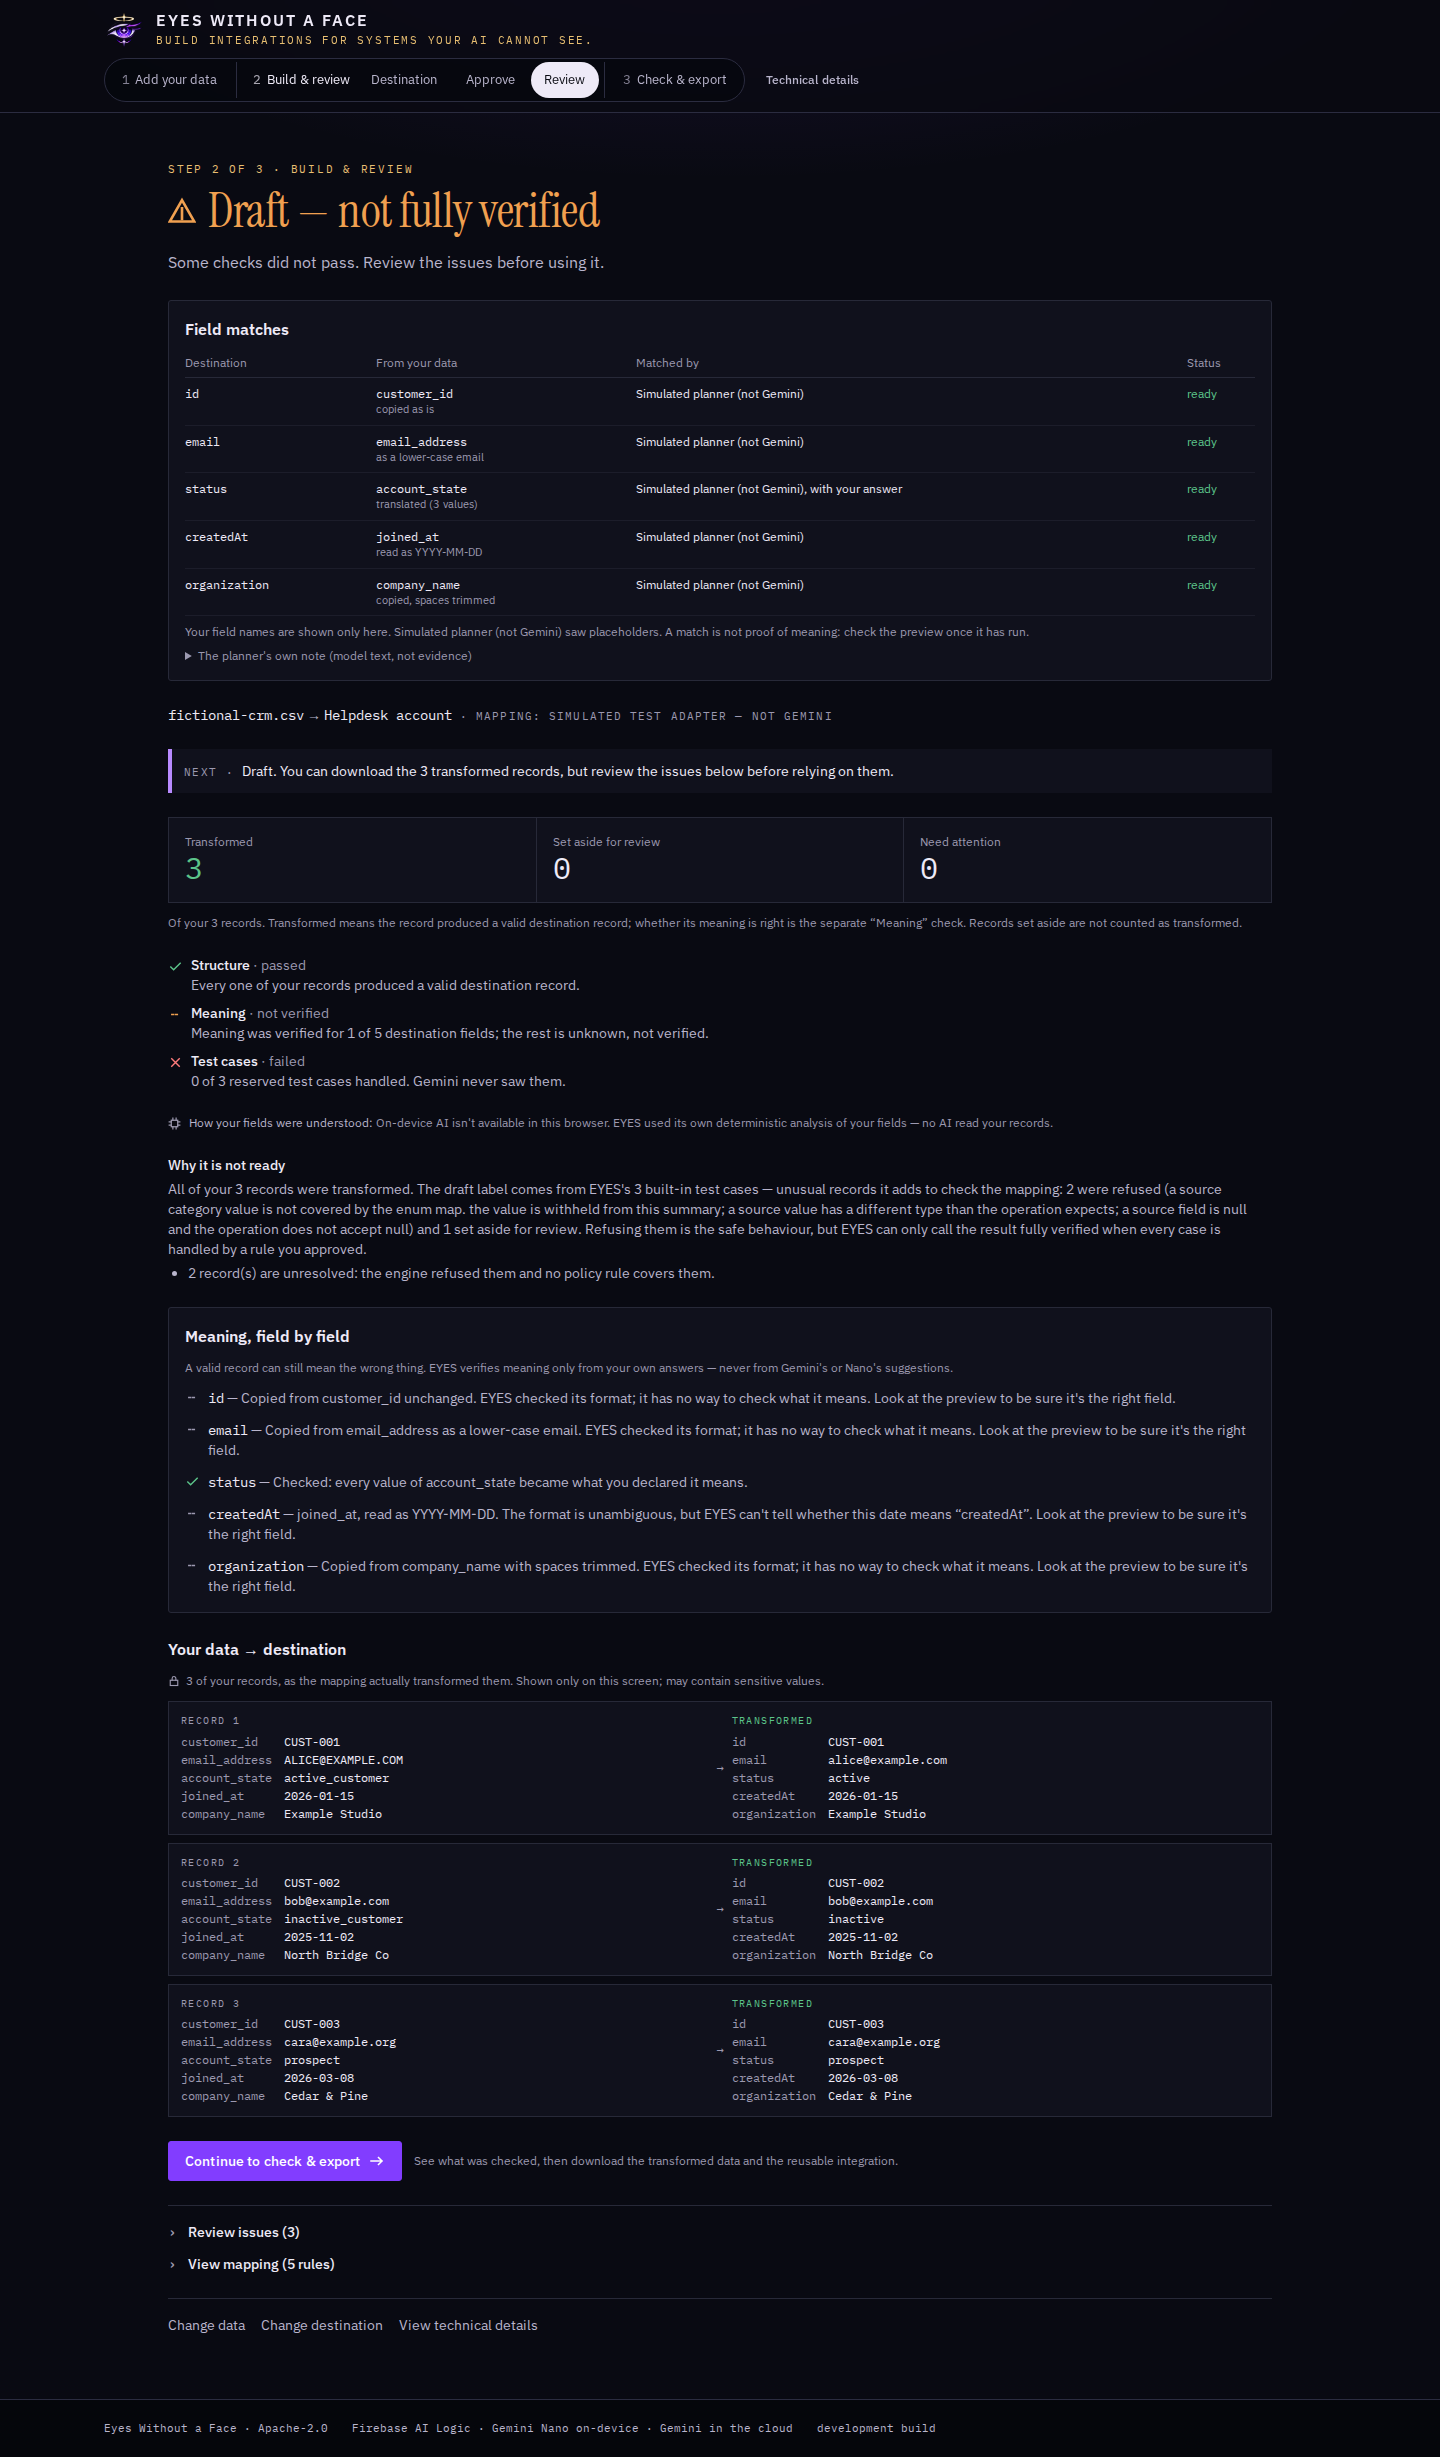 EYES WITHOUT A FACE
BUILD INTEGRATIONS FOR SYSTEMS YOUR AI CANNOT SEE.
1 Add your data 2 Build & review Destination Approve Review 3 Check & export Technical details
STEP 2 OF 3 · BUILD & REVIEW
Draft — not fully verified
Some checks did not pass. Review the issues before using it.
Field matches
Destination From your data Matched by Status
id customer_id Simulated planner (not Gemini) ready
copied as is
email email_address Simulated planner (not Gemini) ready
as a lower-case email
status account_state Simulated planner (not Gemini), with your answer ready
translated (3 values)
createdAt joined_at Simulated planner (not Gemini) ready
read as YYYY-MM-DD
organization company_name Simulated planner (not Gemini) ready
copied, spaces trimmed
Your field names are shown only here. Simulated planner (not Gemini) saw placeholders. A match is not proof of meaning: check the preview once it has run.
The planner's own note (model text, not evidence)
fictional-crm.csv → Helpdesk account · MAPPING: SIMULATED TEST ADAPTER — NOT GEMINI
NEXT · Draft. You can download the 3 transformed records, but review the issues below before relying on them.
Transformed Set aside for review Need attention
3 0 0
Of your 3 records. Transformed means the record produced a valid destination record; whether its meaning is right is the separate “Meaning” check. Records set aside are not counted as transformed.
Structure · passed
Every one of your records produced a valid destination record.
Meaning · not verified
Meaning was verified for 1 of 5 destination fields; the rest is unknown, not verified.
Test cases · failed
0 of 3 reserved test cases handled. Gemini never saw them.
How your fields were understood: On-device AI isn't available in this browser. EYES used its own deterministic analysis of your fields — no AI read your records.
Why it is not ready
All of your 3 records were transformed. The draft label comes from EYES's 3 built-in test cases — unusual records it adds to check the mapping: 2 were refused (a source
category value is not covered by the enum map. the value is withheld from this summary; a source value has a different type than the operation expects; a source field is null
and the operation does not accept null) and 1 set aside for review. Refusing them is the safe behaviour, but EYES can only call the result fully verified when every case is
handled by a rule you approved.
• 2 record(s) are unresolved: the engine refused them and no policy rule covers them.
Meaning, field by field
A valid record can still mean the wrong thing. EYES verifies meaning only from your own answers — never from Gemini's or Nano's suggestions.
id — Copied from customer_id unchanged. EYES checked its format; it has no way to check what it means. Look at the preview to be sure it's the right field.
email — Copied from email_address as a lower-case email. EYES checked its format; it has no way to check what it means. Look at the preview to be sure it's the right
field.
status — Checked: every value of account_state became what you declared it means.
createdAt — joined_at, read as YYYY-MM-DD. The format is unambiguous, but EYES can't tell whether this date means “createdAt”. Look at the preview to be sure it's
the right field.
organization — Copied from company_name with spaces trimmed. EYES checked its format; it has no way to check what it means. Look at the preview to be sure it's
the right field.
Your data → destination
3 of your records, as the mapping actually transformed them. Shown only on this screen; may contain sensitive values.
RECORD 1 TRANSFORMED
customer_id CUST-001 id CUST-001
email_address ALICE@EXAMPLE.COM email alice@example.com
→
account_state active_customer status active
joined_at 2026-01-15 createdAt 2026-01-15
company_name Example Studio organization Example Studio
RECORD 2 TRANSFORMED
customer_id CUST-002 id CUST-002
email_address bob@example.com email bob@example.com
→
account_state inactive_customer status inactive
joined_at 2025-11-02 createdAt 2025-11-02
company_name North Bridge Co organization North Bridge Co
RECORD 3 TRANSFORMED
customer_id CUST-003 id CUST-003
email_address cara@example.org email cara@example.org
→
account_state prospect status prospect
joined_at 2026-03-08 createdAt 2026-03-08
company_name Cedar & Pine organization Cedar & Pine
Continue to check & export → See what was checked, then download the transformed data and the reusable integration.
› Review issues (3)
› View mapping (5 rules)
Change data Change destination View technical details
Eyes Without a Face · Apache-2.0 Firebase AI Logic · Gemini Nano on-device · Gemini in the cloud development build